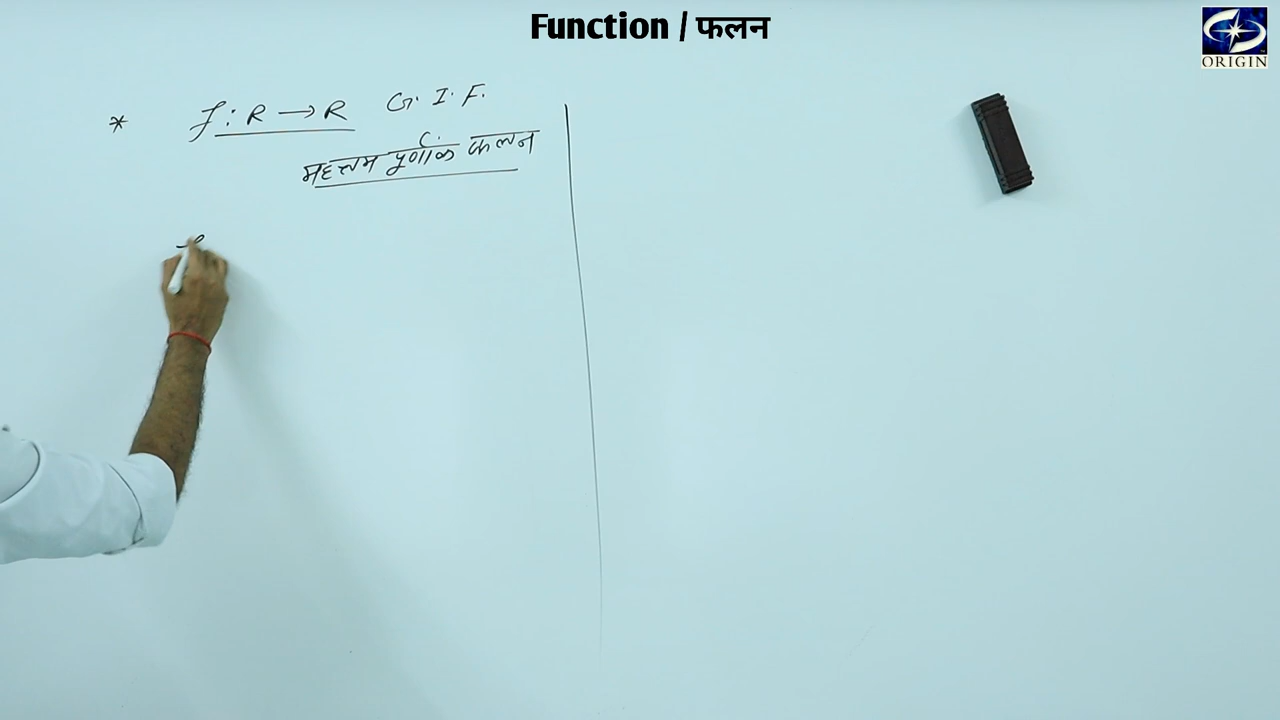 Function / फलन
ORIGIN
* f : R → R G. I. F.
महत्तम पूर्णांक फलन
f